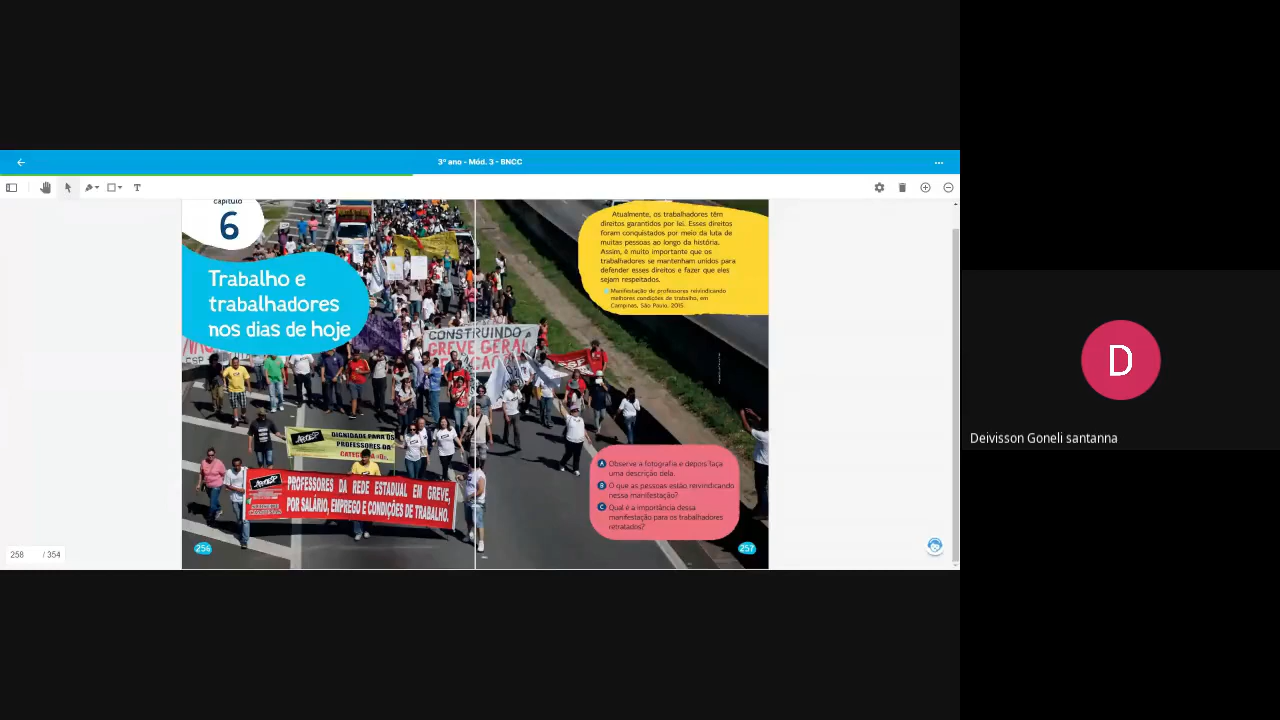 3º ano - Mód. 3 - BNCC
capítulo
6
Trabalho e
trabalhadores
nos dias de hoje
Atualmente, os trabalhadores têm
direitos garantidos por lei. Esses direitos
foram conquistados por meio da luta de
muitas pessoas ao longo da história.
Assim, é muito importante que os
trabalhadores se mantenham unidos para
defender esses direitos e fazer que eles
sejam respeitados.
Manifestação de professores reivindicando
melhores condições de trabalho, em
Campinas, São Paulo, 2015.
CONSTRUINDO
GREVE GERAL
DIGNIDADE PARA OS
PROFESSORES DA
CATEGORIA "O".
PROFESSORES DA REDE ESTADUAL EM GREVE,
POR SALÁRIO, EMPREGO E CONDIÇÕES DE TRABALHO.
A Observe a fotografia e depois faça
uma descrição dela.
B O que as pessoas estão reivindicando
nessa manifestação?
C Qual é a importância dessa
manifestação para os trabalhadores
retratados?
256
257
258 / 354
D
Deivisson Goneli santanna